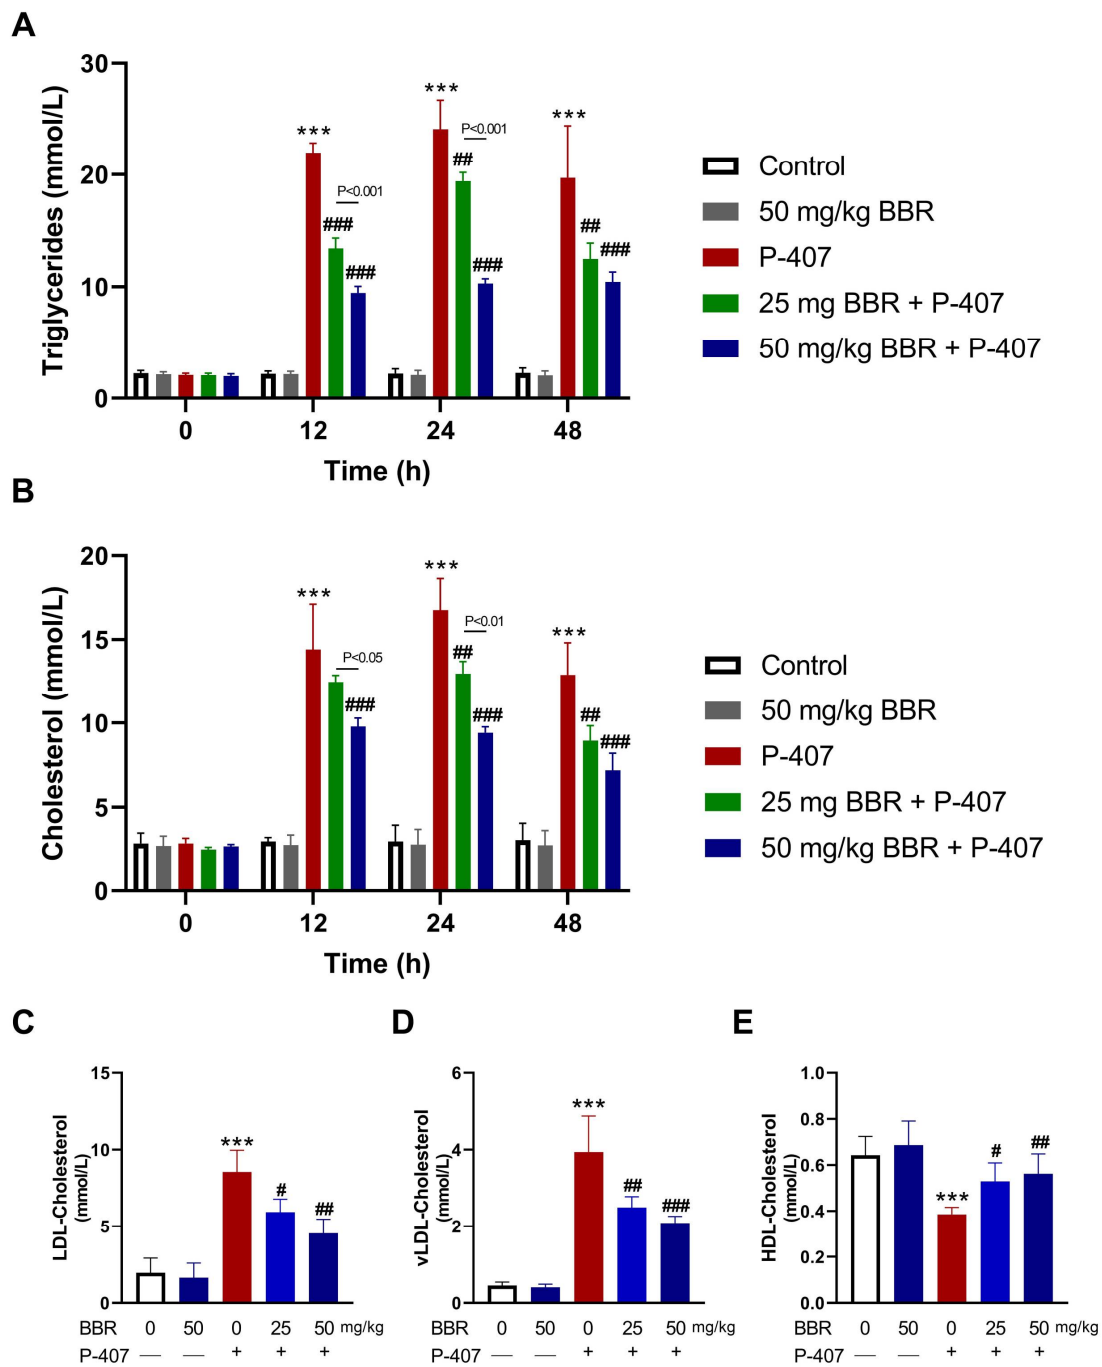 A
Triglycerides (mmol/L)
30
20
10
0
***
###
###
P<0.001
***
##
###
P<0.001
***
##
###
0 12 24 48
Time (h)
Control
50 mg/kg BBR
P-407
25 mg BBR + P-407
50 mg/kg BBR + P-407
B
Cholesterol (mmol/L)
20
15
10
5
0
***
P<0.05
###
***
P<0.01
##
###
***
##
###
0 12 24 48
Time (h)
Control
50 mg/kg BBR
P-407
25 mg BBR + P-407
50 mg/kg BBR + P-407
C
LDL-Cholesterol
(mmol/L)
15
10
5
0
***
#
##
BBR 0 50 0 25 50 mg/kg
P-407 — — + + +
D
vLDL-Cholesterol
(mmol/L)
6
4
2
0
***
##
###
BBR 0 50 0 25 50 mg/kg
P-407 — — + + +
E
HDL-Cholesterol
(mmol/L)
1.0
0.8
0.6
0.4
0.2
0.0
***
#
##
BBR 0 50 0 25 50 mg/kg
P-407 — — + + +